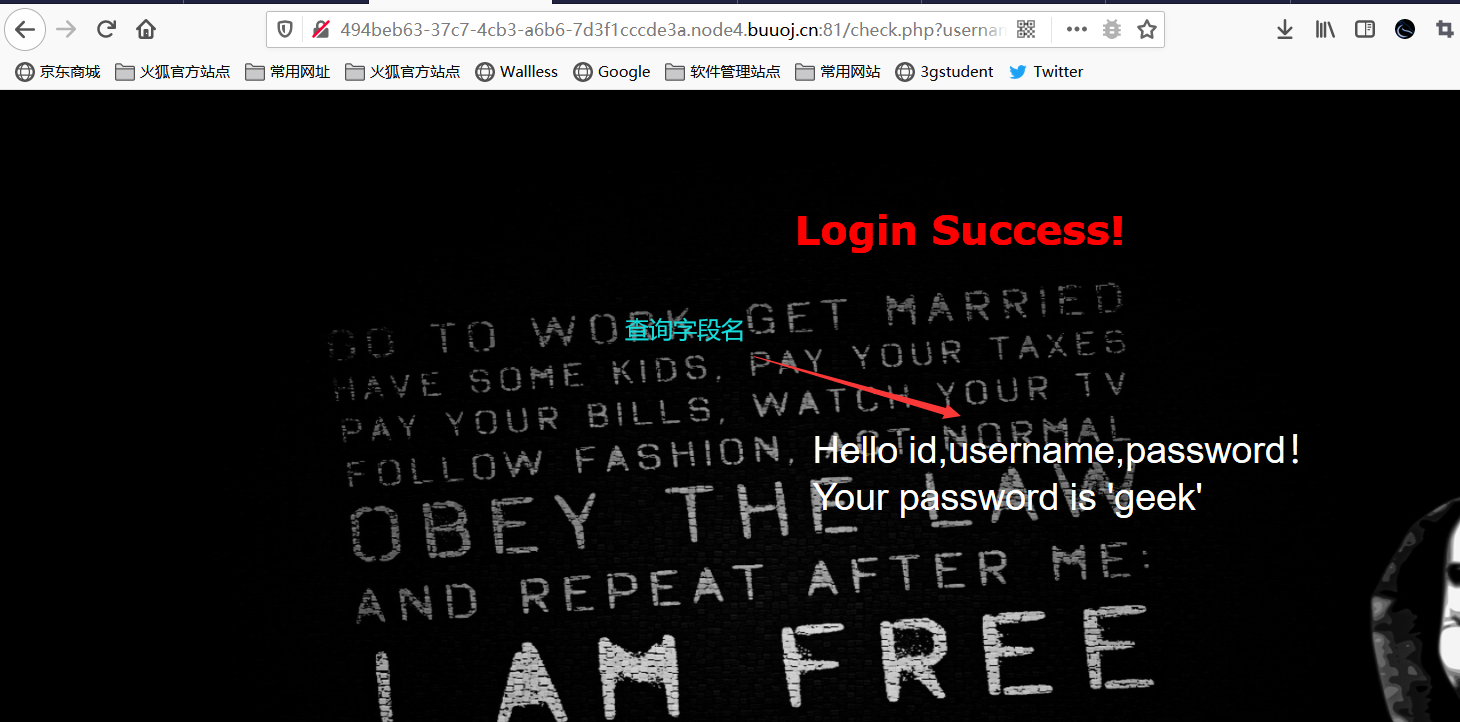 494beb63-37c7-4cb3-a6b6-7d3f1cccde3a.node4.buuoj.cn:81/check.php?usernam
京东商城 火狐官方站点 常用网址 火狐官方站点 Wallless Google 软件管理站点 常用网站 3gstudent Twitter
Login Success!
GO TO WORK, GET MARRIED
查询字段名
HAVE SOME KIDS, PAY YOUR TAXES
PAY YOUR BILLS, WATCH YOUR TV
FOLLOW FASHION, ACT NORMAL
Hello id,username,password！
Your password is 'geek'
OBEY THE LAW
AND REPEAT AFTER ME:
I AM FREE